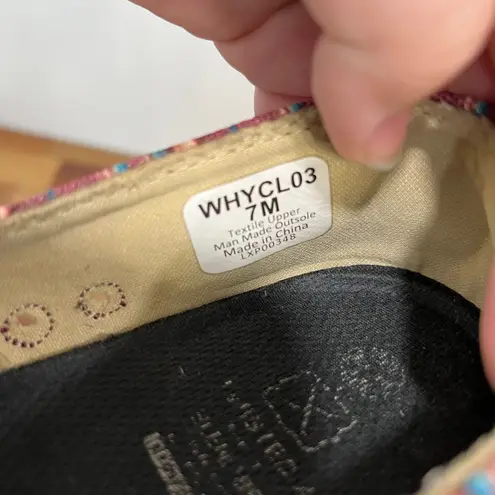 WHYCL03
7M
Textile Upper
Man Made Outsole
Made in China
LXP00348